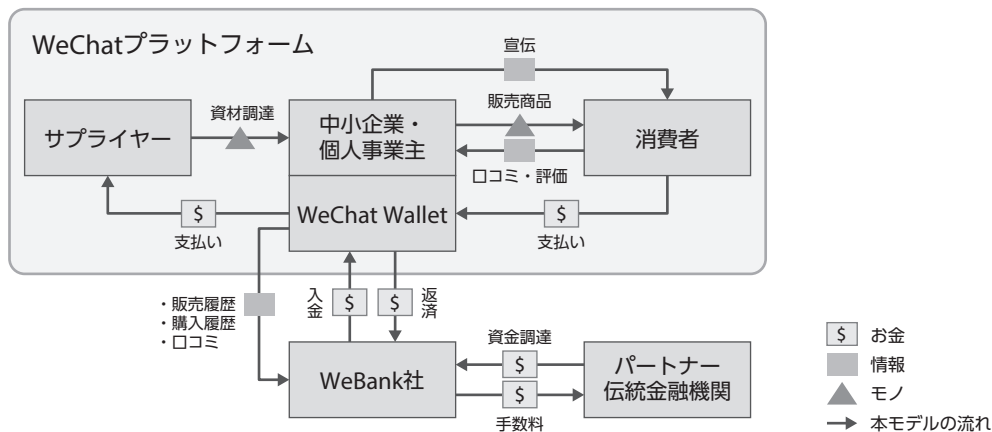 WeChatプラットフォーム
宣伝
サプライヤー
資材調達
中小企業・
個人事業主
販売商品
消費者
口コミ・評価
WeChat Wallet
$
支払い
$
支払い
・販売履歴
・購入履歴
・口コミ
入金
$
$
返済
WeBank社
資金調達
$
$
手数料
パートナー
伝統金融機関
$ お金
情報
モノ
本モデルの流れ